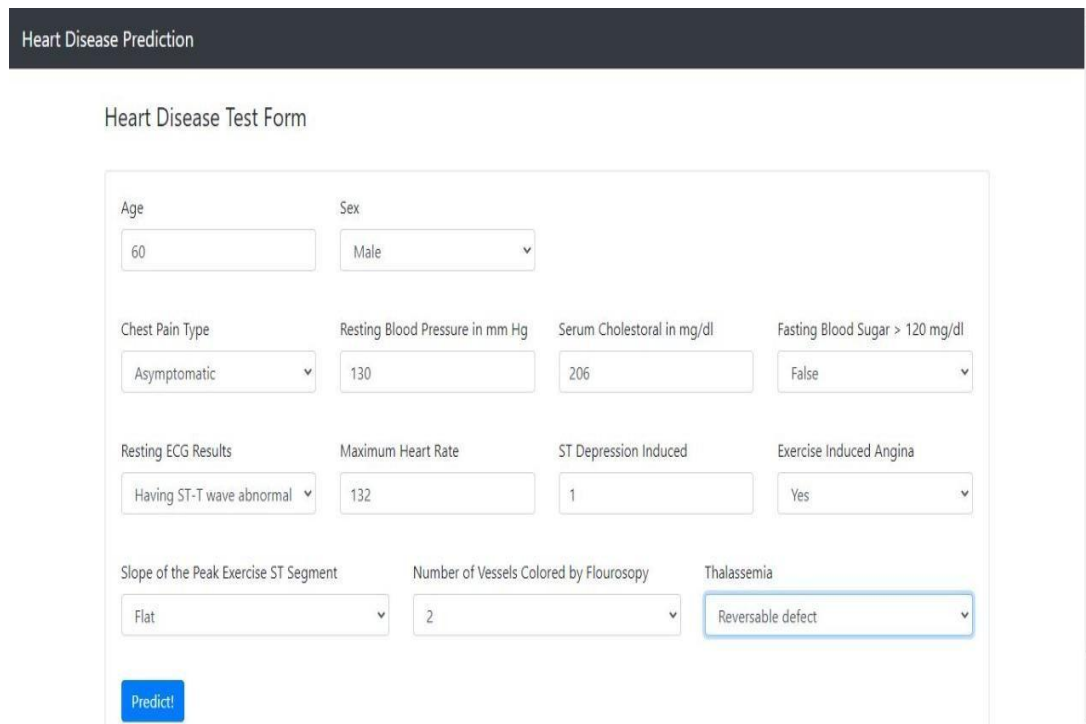 Heart Disease Prediction
Heart Disease Test Form
Age Sex
60 Male
Chest Pain Type Resting Blood Pressure in mm Hg Serum Cholestoral in mg/dl Fasting Blood Sugar > 120 mg/dl
Asymptomatic 130 206 False
Resting ECG Results Maximum Heart Rate ST Depression Induced Exercise Induced Angina
Having ST-T wave abnormal 132 1 Yes
Slope of the Peak Exercise ST Segment Number of Vessels Colored by Flourosopy Thalassemia
Flat 2 Reversable defect
Predict!